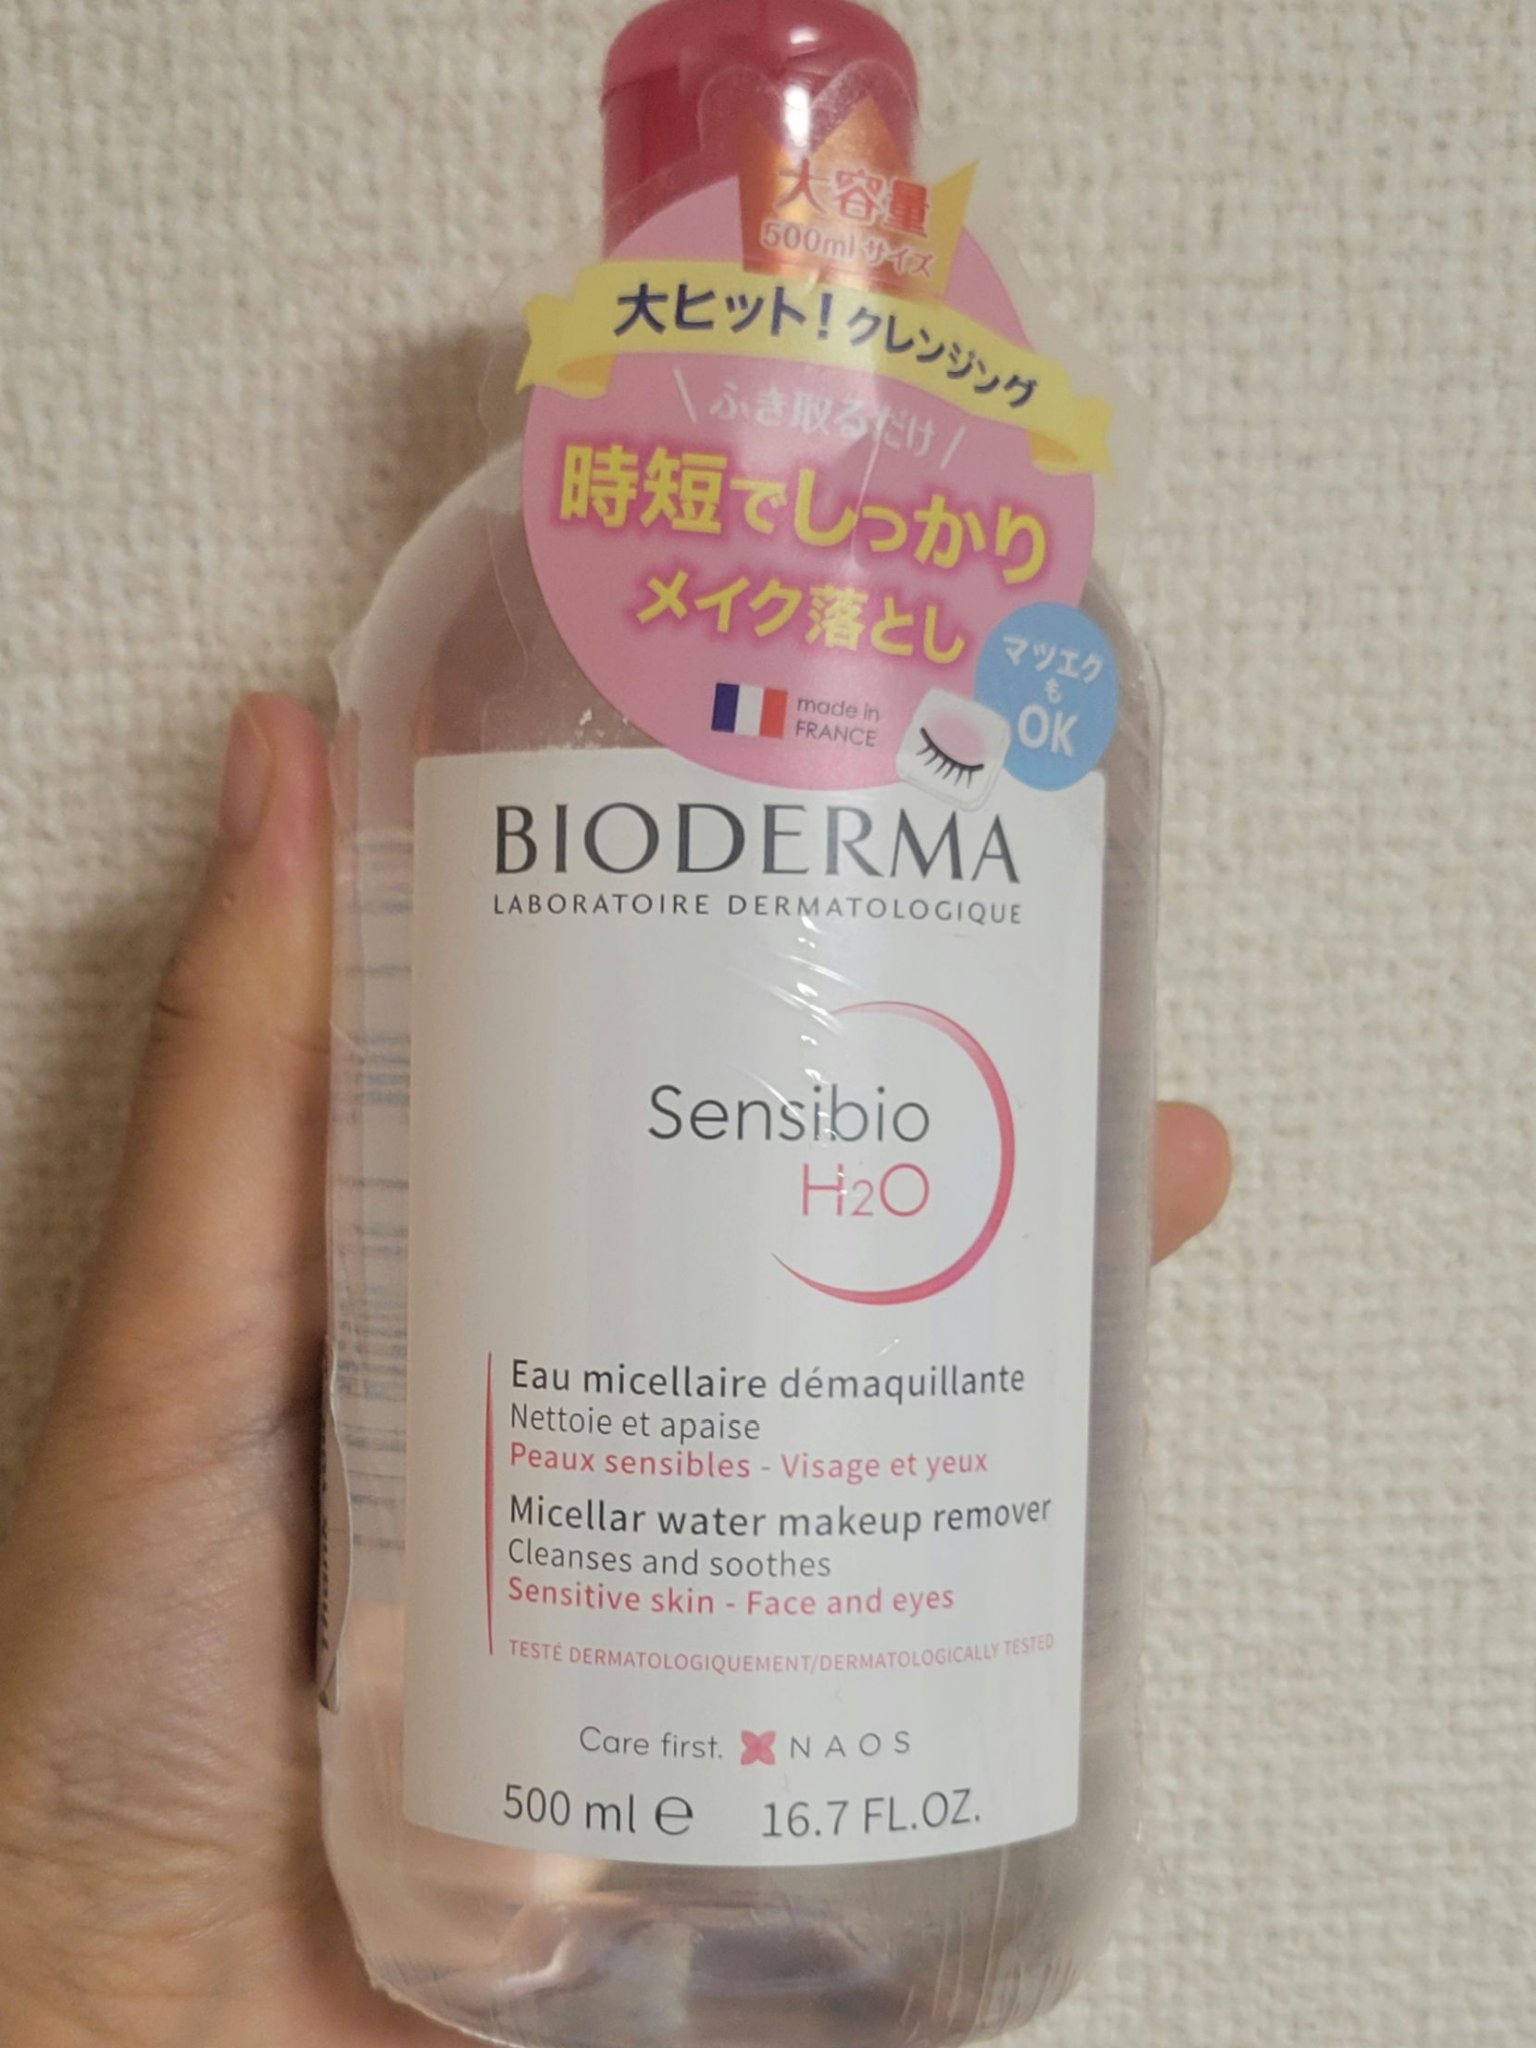 大容量
500mlサイズ
大ヒット!クレンジング
\ふき取るだけ/
時短でしっかり
メイク落とし
made in
FRANCE
マツエク
も
OK
BIODERMA
LABORATOIRE DERMATOLOGIQUE
Sensibio
H2O
Eau micellaire démaquillante
Nettoie et apaise
Peaux sensibles - Visage et yeux
Micellar water makeup remover
Cleanses and soothes
Sensitive skin - Face and eyes
TESTÉ DERMATOLOGIQUEMENT/DERMATOLOGICALLY TESTED
Care first. NAOS
500 ml e 16.7 FL.OZ.